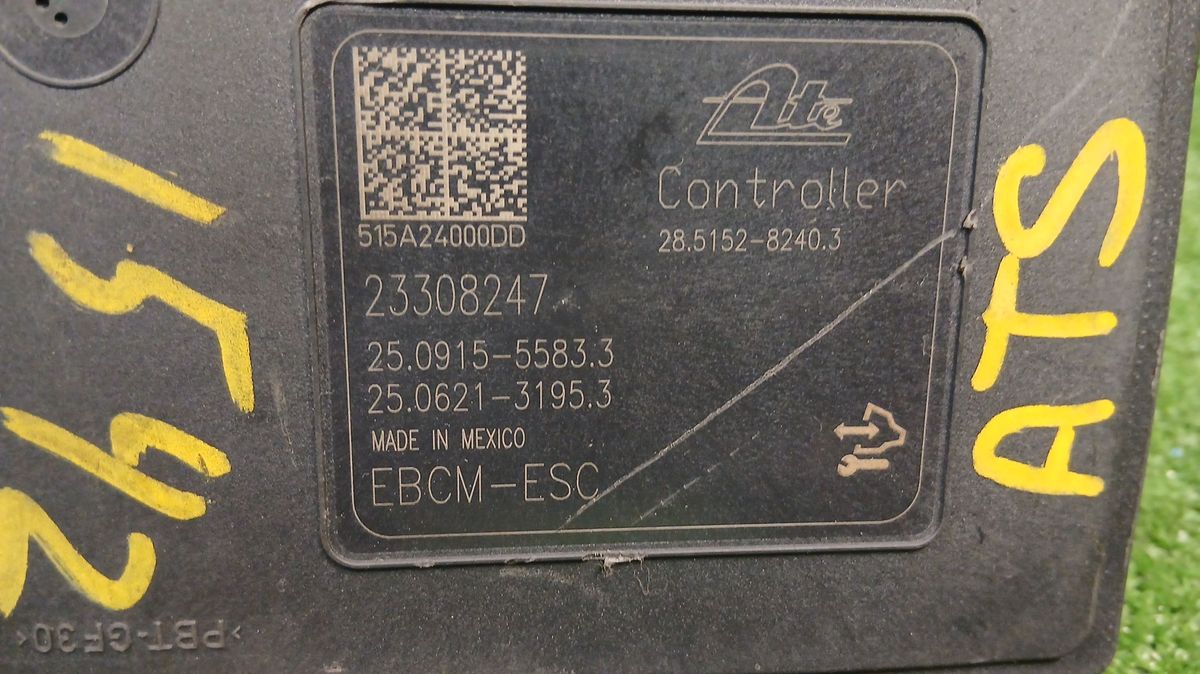 Ate
Controller
28.5152-8240.3
515A24000DD
23308247
25.0915-5583.3
25.0621-3195.3
MADE IN MEXICO
EBCM-ESC
1542
ATS
>PBT-GF30<